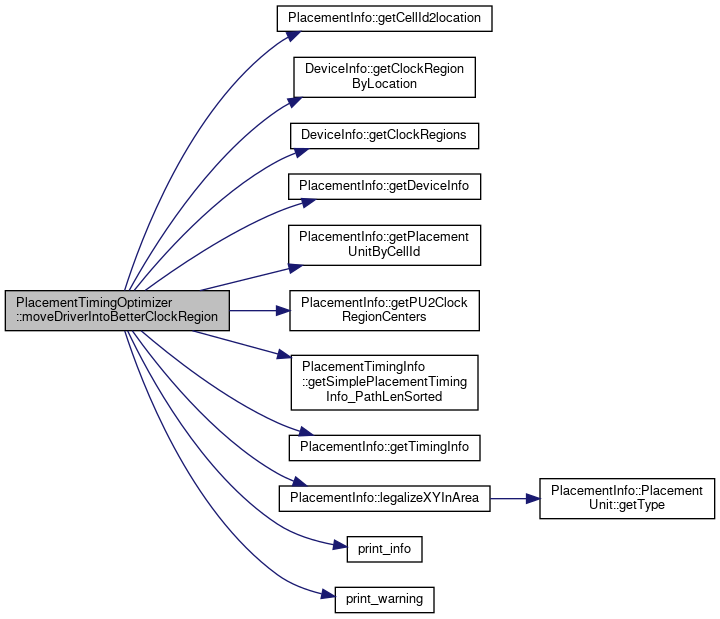 PlacementInfo::getCellId2location
DeviceInfo::getClockRegion
ByLocation
DeviceInfo::getClockRegions
PlacementInfo::getDeviceInfo
PlacementInfo::getPlacement
UnitByCellId
PlacementTimingOptimizer
::moveDriverIntoBetterClockRegion
PlacementInfo::getPU2Clock
RegionCenters
PlacementTimingInfo
::getSimplePlacementTiming
Info_PathLenSorted
PlacementInfo::getTimingInfo
PlacementInfo::legalizeXYInArea
PlacementInfo::Placement
Unit::getType
print_info
print_warning